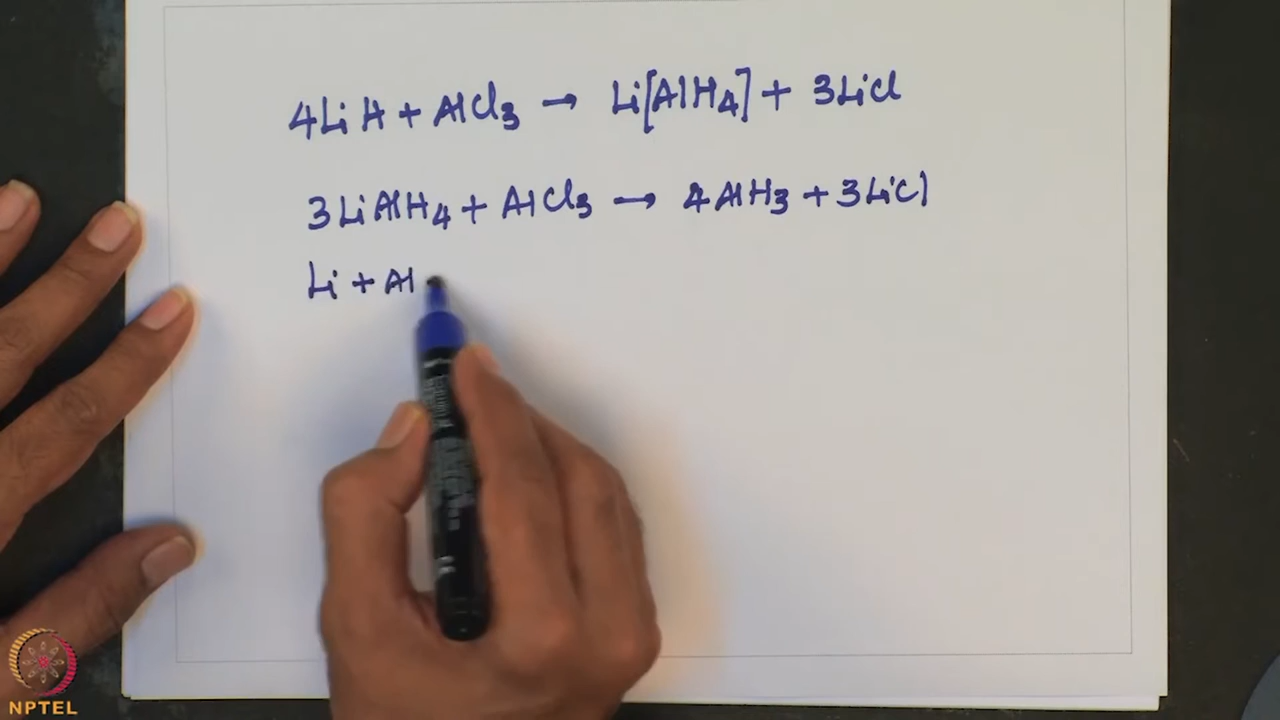 4LiH + AlCl3 → Li[AlH4] + 3LiCl
3LiAlH4 + AlCl3 → 4AlH3 + 3LiCl
Li + Al
NPTEL